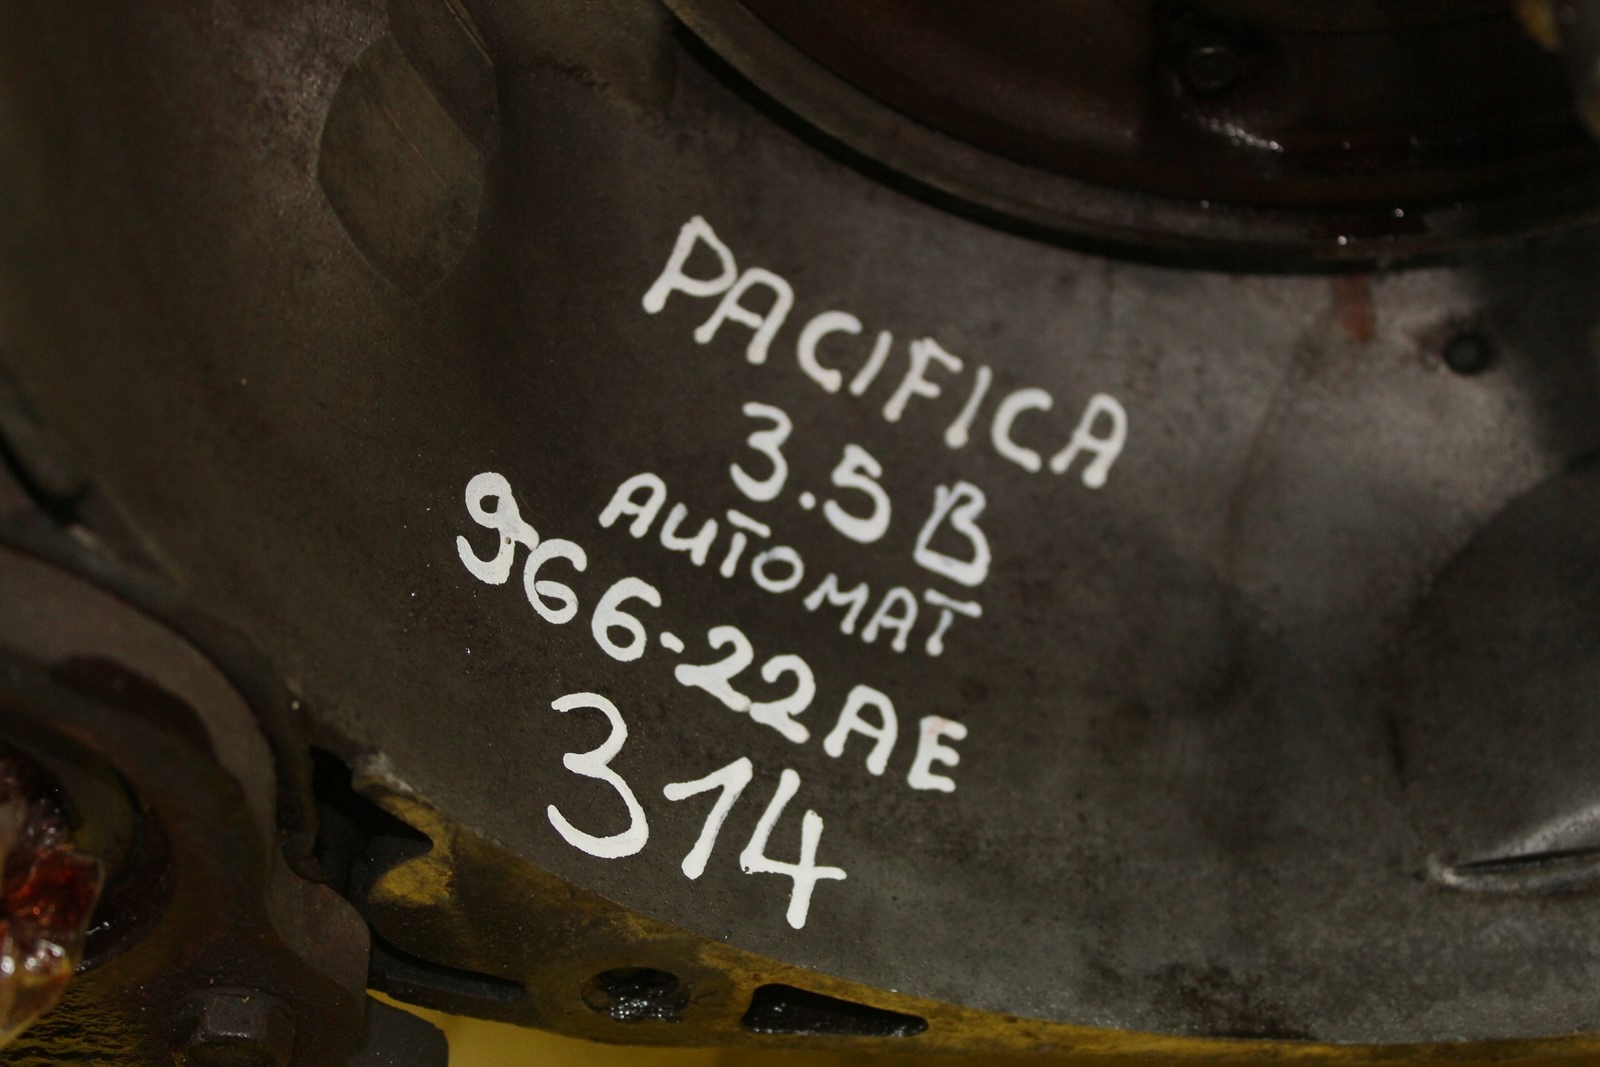 PACIFICA
3.5 B
AUTOMAT
966-22AE
314